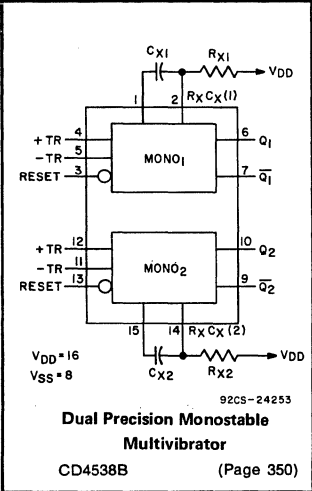 CX1 RX1
VDD
1 2 RXCX(1)
+TR 4 6 Q1
-TR 5
MONO1
RESET 3 7 Q1
+TR 12 10 Q2
-TR 11
MONO2
RESET 13 9 Q2
15 14 RXCX(2)
VDD
CX2 RX2
VDD=16
VSS=8
92CS-24253
Dual Precision Monostable
Multivibrator
CD4538B (Page 350)